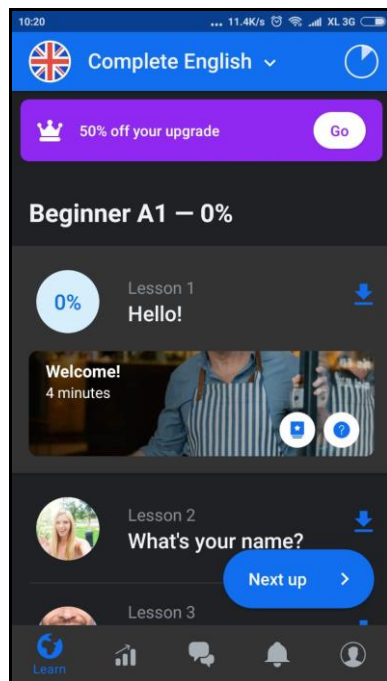 10:20 ... 11.4K/s XL 3G
Complete English
50% off your upgrade Go
Beginner A1 — 0%
0%
Lesson 1
Hello!
Welcome!
4 minutes
?
Lesson 2
What's your name?
Next up
Lesson 3
Learn